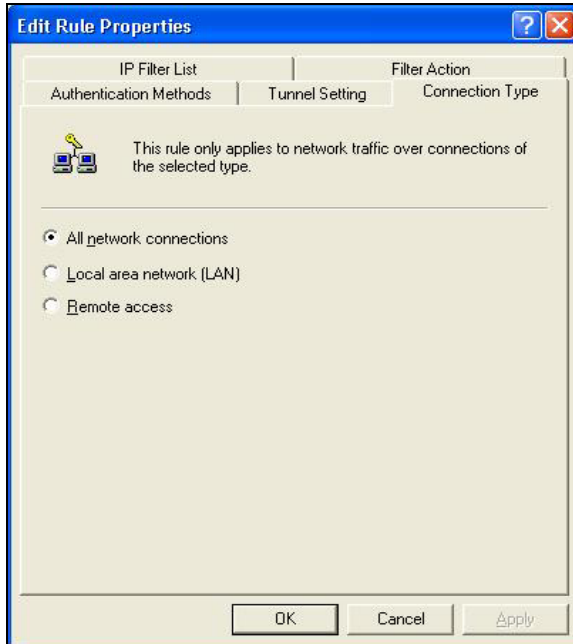 Edit Rule Properties
IP Filter List
Filter Action
Authentication Methods
Tunnel Setting
Connection Type
This rule only applies to network traffic over connections of
the selected type.
All network connections
Local area network (LAN)
Remote access
OK
Cancel
Apply